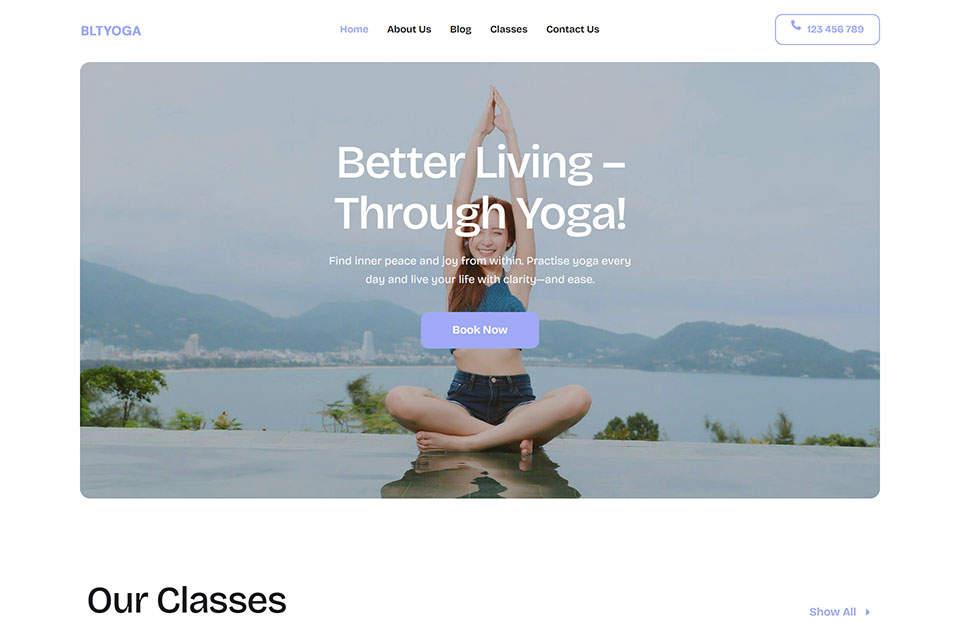 BLTYOGA
Home About Us Blog Classes Contact Us
123 456 789
Better Living –
Through Yoga!
Find inner peace and joy from within. Practise yoga every
day and live your life with clarity—and ease.
Book Now
Our Classes
Show All